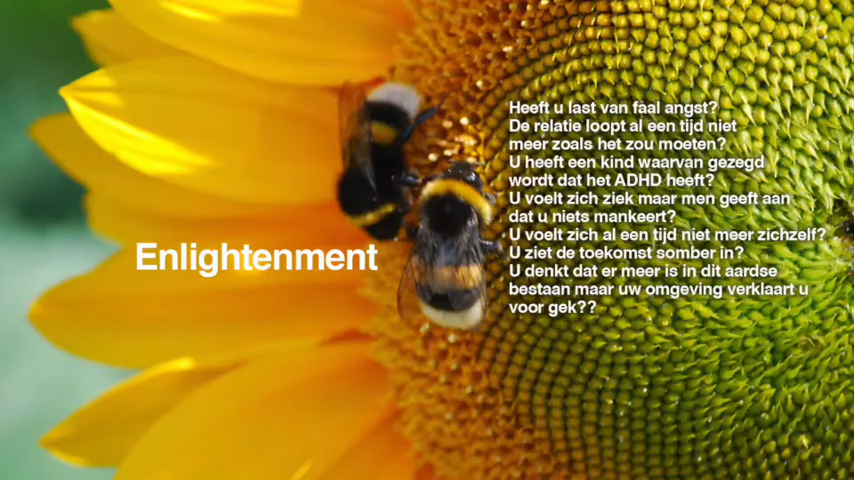 Enlightenment
Heeft u last van faal angst?
De relatie loopt al een tijd niet
meer zoals het zou moeten?
U heeft een kind waarvan gezegd
wordt dat het ADHD heeft?
U voelt zich ziek maar men geeft aan
dat u niets mankeert?
U voelt zich al een tijd niet meer zichzelf?
U ziet de toekomst somber in?
U denkt dat er meer is in dit aardse
bestaan maar uw omgeving verklaart u
voor gek??